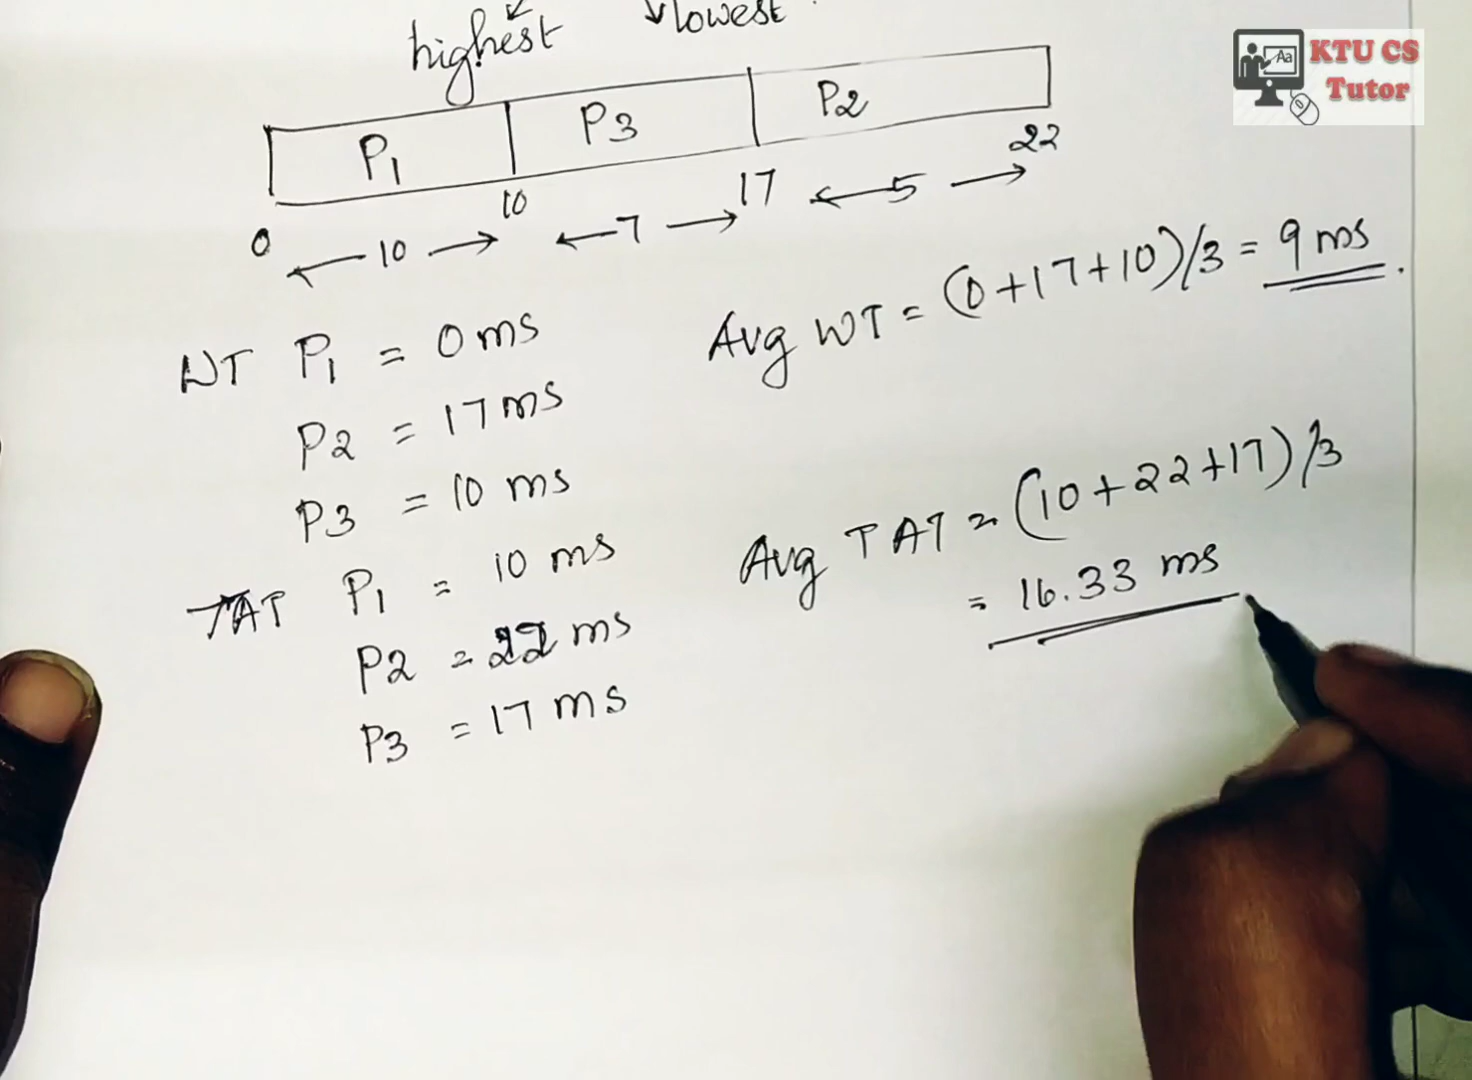 highest lowest
P1 P3 P2
0 10 17 22
10 7 5
WT P1 = 0 ms
P2 = 17 ms
P3 = 10 ms
TAT P1 = 10 ms
P2 = 22 ms
P3 = 17 ms
Avg WT = (0+17+10)/3 = 9 ms.
Avg TAT = (10+22+17)/3
= 16.33 ms
Aa
KTU CS
Tutor